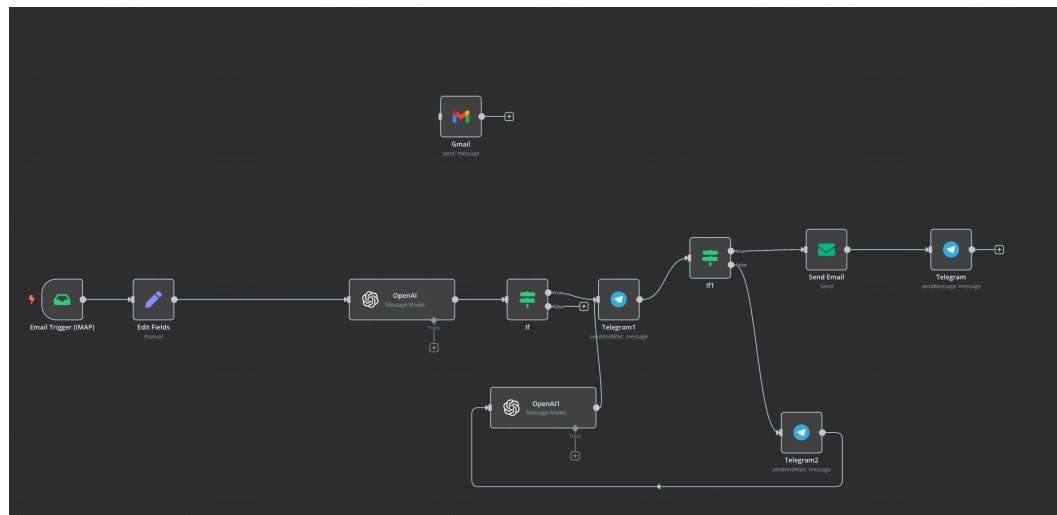 Gmail
send: message
true
false
If1
Send Email
Send
Telegram
sendMessage: message
Email Trigger (IMAP)
Edit Fields
manual
OpenAI
Message Model
Tools
true
false
If
Telegram1
sendAndWait: message
OpenAI1
Message Model
Tools
Telegram2
sendAndWait: message